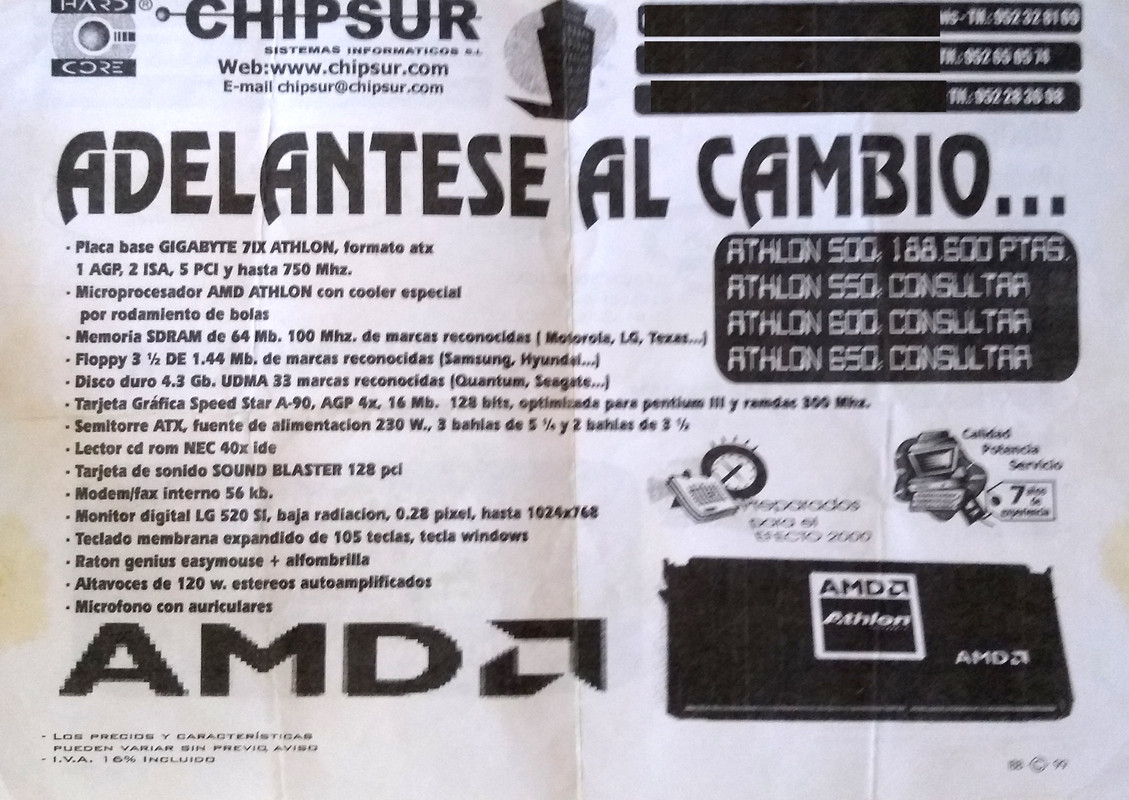 HARD ®
CORE
CHIPSUR
SISTEMAS INFORMATICOS S.L.
Web:www.chipsur.com
E-mail chipsur@chipsur.com
Tfl.: 952 32 81 69
Tfl.: 952 65 65 74
Tfl.: 952 28 36 98
ADELANTESE AL CAMBIO...
· Placa base GIGABYTE 7IX ATHLON, formato atx
1 AGP, 2 ISA, 5 PCI y hasta 750 Mhz.
· Microprocesador AMD ATHLON con cooler especial
por rodamiento de bolas
· Memoria SDRAM de 64 Mb. 100 Mhz. de marcas reconocidas ( Motorola, LG, Texas...)
· Floppy 3 ½ DE 1.44 Mb. de marcas reconocidas (Samsung, Hyundai...)
· Disco duro 4.3 Gb. UDMA 33 marcas reconocidas (Quantum, Seagate...)
· Tarjeta Gráfica Speed Star A-90, AGP 4x, 16 Mb. 128 bits, optimizada para pentium III y ramdas 300 Mhz.
· Semitorre ATX, fuente de alimentacion 230 W., 3 bahias de 5 ¼ y 2 bahias de 3 ½
· Lector cd rom NEC 40x ide
· Tarjeta de sonido SOUND BLASTER 128 pci
· Modem/fax interno 56 kb.
· Monitor digital LG 520 SI, baja radiacion, 0.28 pixel, hasta 1024x768
· Teclado membrana expandido de 105 teclas, tecla windows
· Raton genius easymouse + alfombrilla
· Altavoces de 120 w. estereos autoamplificados
· Microfono con auriculares
ATHLON 500, 188.600 PTAS.
ATHLON 550, CONSULTAR
ATHLON 600, CONSULTAR
ATHLON 650, CONSULTAR
Preparados
para el
EFECTO 2000
Calidad
Potencia
Servicio
7 años
de
experiencia
AMD
AMD
Athlon
AMD
- LOS PRECIOS Y CARACTERÍSTICAS
PUEDEN VARIAR SIN PREVIO AVISO
- I.V.A. 16% INCLUIDO
© 99